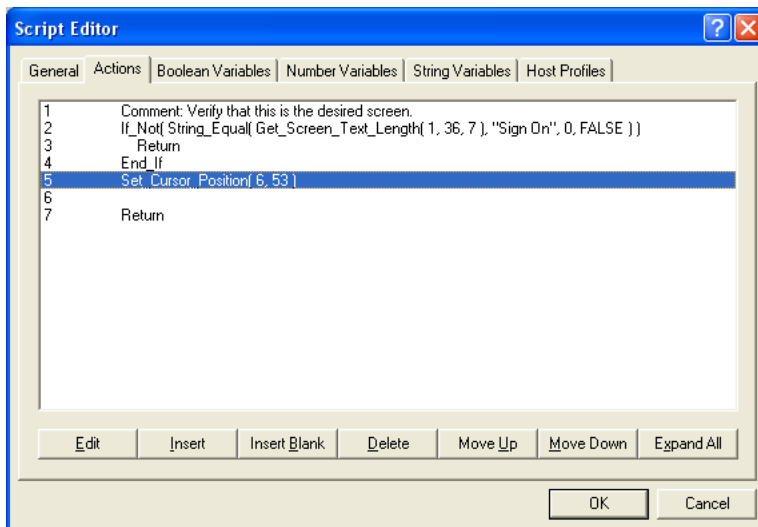 Script Editor
General Actions Boolean Variables Number Variables String Variables Host Profiles
1 Comment: Verify that this is the desired screen.
2 If_Not( String_Equal( Get_Screen_Text_Length( 1, 36, 7 ), "Sign On", 0, FALSE ) )
3 Return
4 End_If
5 Set_Cursor_Position( 6, 53 )
6
7 Return
Edit Insert Insert Blank Delete Move Up Move Down Expand All
OK Cancel